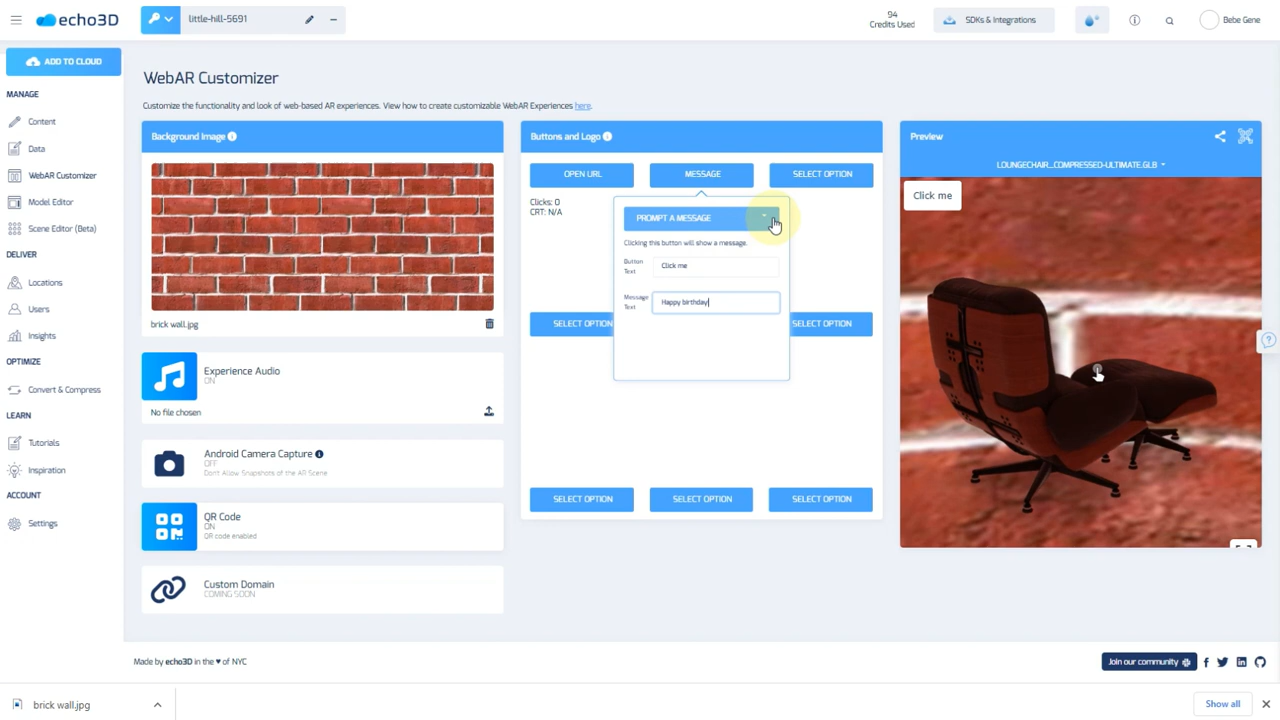 echo3D
little-hill-5691
94
Credits Used
SDKs & Integrations
Bebe Gene
ADD TO CLOUD
MANAGE
Content
Data
WebAR Customizer
Model Editor
Scene Editor (Beta)
DELIVER
Locations
Users
Insights
OPTIMIZE
Convert & Compress
LEARN
Tutorials
Inspiration
ACCOUNT
Settings
WebAR Customizer
Customize the functionality and look of web-based AR experiences. View how to create customizable WebAR Experiences here.
Background Image
brick wall.jpg
Experience Audio
ON
No file chosen
Android Camera Capture
OFF
Don't Allow Snapshots of the AR Scene
QR Code
ON
QR code enabled
Custom Domain
COMING SOON
Buttons and Logo
OPEN URL
MESSAGE
SELECT OPTION
Clicks: 0
CRT: N/A
PROMPT A MESSAGE
Clicking this button will show a message.
Button
Text
Click me
Message
Text
Happy birthday
SELECT OPTION
SELECT OPTION
SELECT OPTION
SELECT OPTION
SELECT OPTION
Preview
LOUNGECHAIR_COMPRESSED-ULTIMATE.GLB
Click me
Made by echo3D in the ♥ of NYC
Join our community
brick wall.jpg
Show all